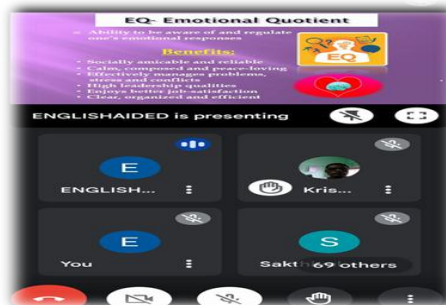 EQ- Emotional Quotient
Ability to be aware of and regulate
one's emotional responses
EQ
Benefits:
• Socially amicable and reliable
• Calm, composed and peace-loving
• Effectively manages problems,
stress and conflicts
• High leadership qualities
• Enjoys better job-satisfaction
• Clear, organized and efficient
ENGLISHAIDED is presenting
E
ENGLISH...
Kris...
E
You
S
Sakt
69 others